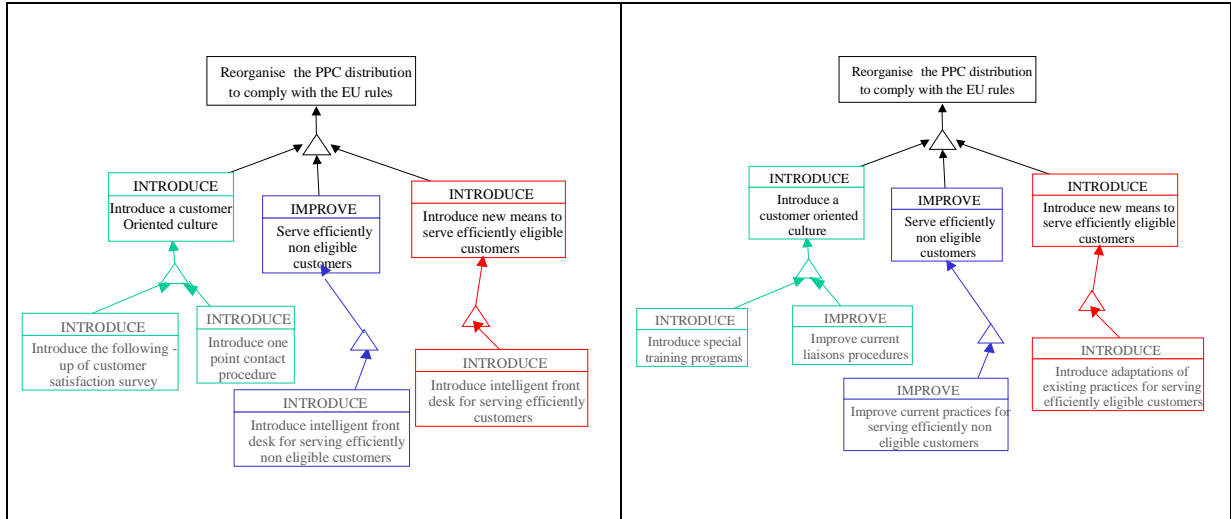 Reorganise the PPC distribution
to comply with the EU rules
INTRODUCE
Introduce a customer
Oriented culture
IMPROVE
Serve efficiently
non eligible
customers
INTRODUCE
Introduce new means to
serve efficiently eligible
customers
INTRODUCE
Introduce the following -
up of customer
satisfaction survey
INTRODUCE
Introduce one
point contact
procedure
INTRODUCE
Introduce intelligent front
desk for serving efficiently
non eligible customers
INTRODUCE
Introduce intelligent front
desk for serving efficiently
customers
Reorganise the PPC distribution
to comply with the EU rules
INTRODUCE
Introduce a
customer oriented
culture
IMPROVE
Serve efficiently
non eligible
customers
INTRODUCE
Introduce new means to
serve efficiently eligible
customers
INTRODUCE
Introduce special
training programs
IMPROVE
Improve current
liaisons procedures
IMPROVE
Improve current practices for
serving efficiently non
eligible customers
INTRODUCE
Introduce adaptations of
existing practices for serving
efficiently eligible customers